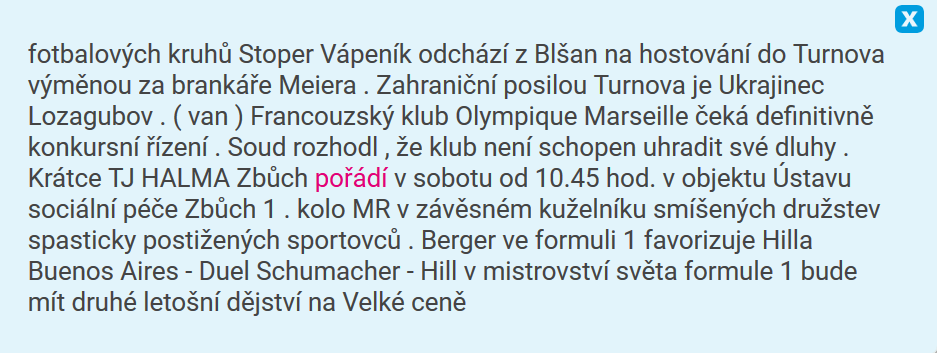 X
fotbalových kruhů Stoper Vápeník odchází z Blšan na hostování do Turnova
výměnou za brankáře Meiera . Zahraniční posilou Turnova je Ukrajinec
Lozagubov . ( van ) Francouzský klub Olympique Marseille čeká definitivně
konkursní řízení . Soud rozhodl , že klub není schopen uhradit své dluhy .
Krátce TJ HALMA Zbůch pořádí v sobotu od 10.45 hod. v objektu Ústavu
sociální péče Zbůch 1 . kolo MR v závěsném kuželníku smíšených družstev
spasticky postižených sportovců . Berger ve formuli 1 favorizuje Hilla
Buenos Aires - Duel Schumacher - Hill v mistrovství světa formule 1 bude
mít druhé letošní dějství na Velké ceně